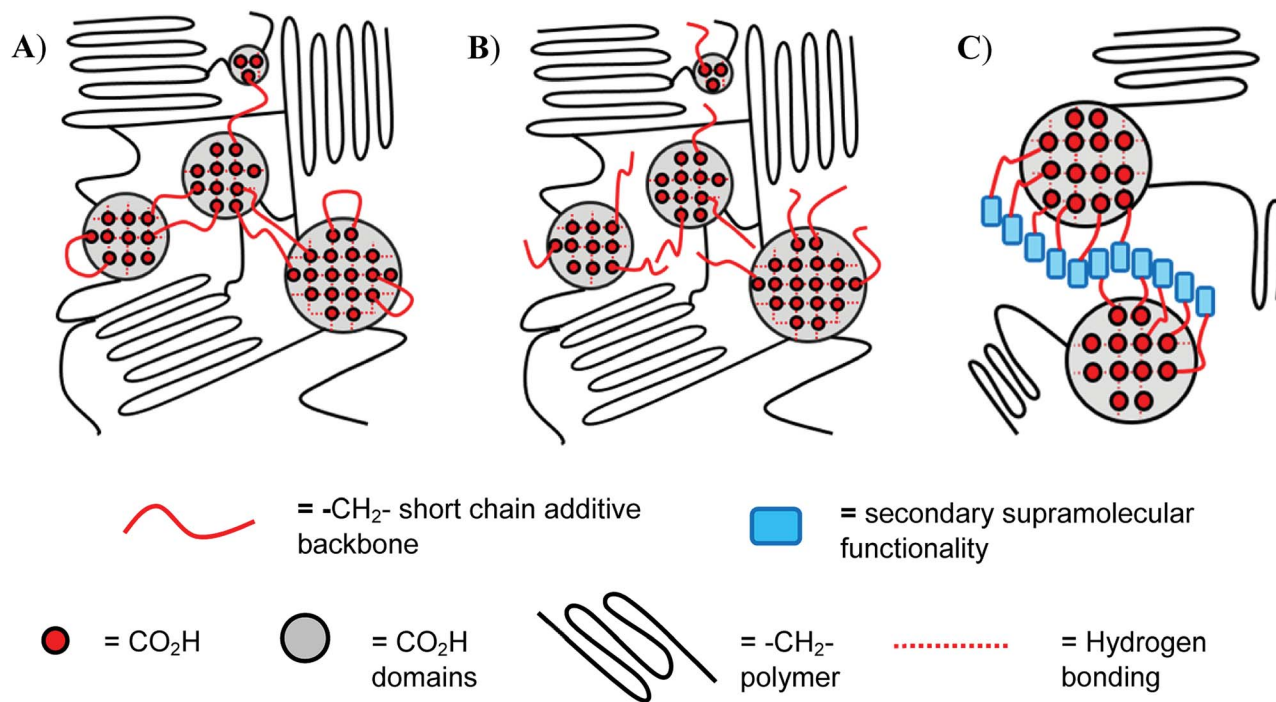 A)
B)
C)
= -CH₂- short chain additive
backbone
= secondary supramolecular
functionality
= CO₂H
= CO₂H
domains
= -CH₂-
polymer
= Hydrogen
bonding